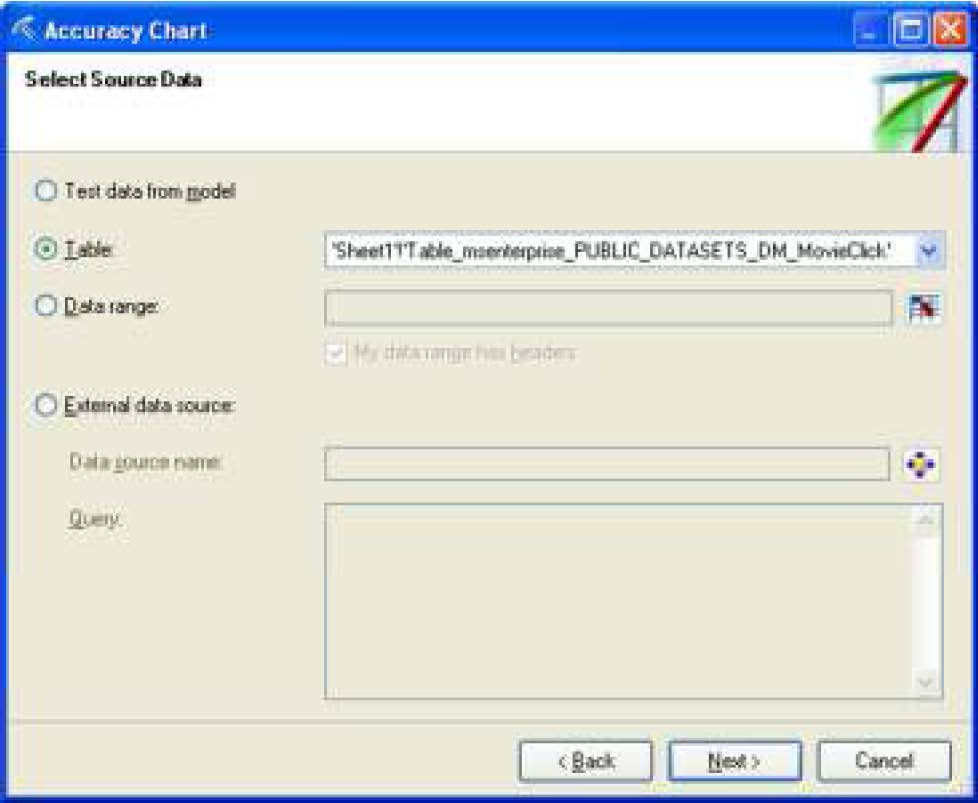 Accuracy Chart
Select Source Data
Test data from model
Table:
'Sheet1'!'Table_msenterprise_PUBLIC_DATASETS_DM_MovieClick'
Data range:
My data range has headers
External data source:
Data source name:
Query:
< Back
Next >
Cancel